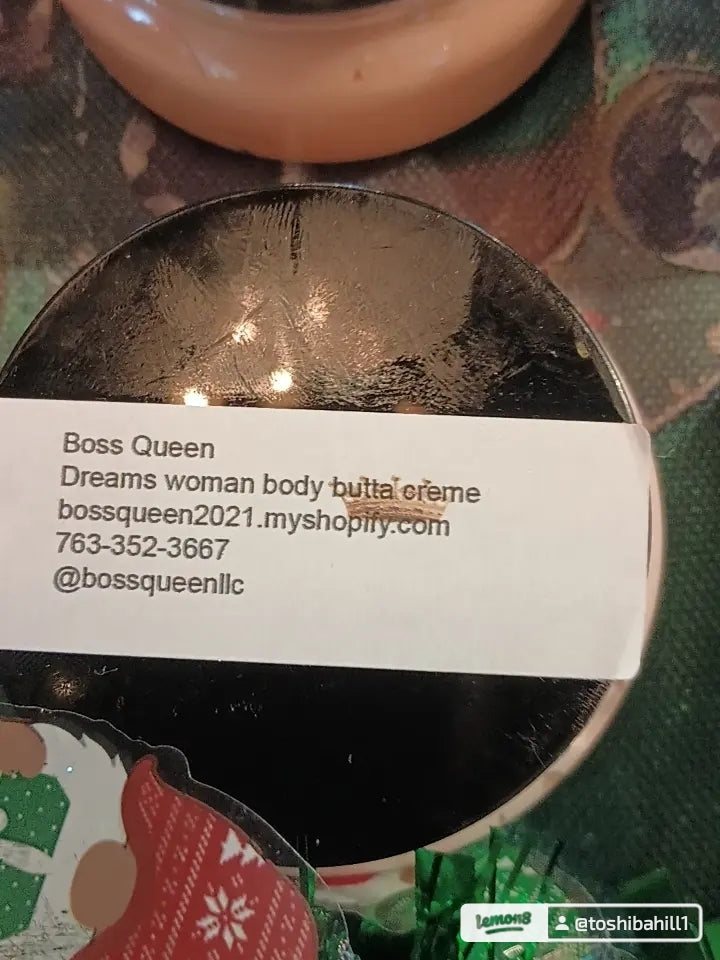 Boss Queen
Dreams woman body butta creme
bossqueen2021.myshopify.com
763-352-3667
@bossqueenllc
lemon8 @toshibahill1